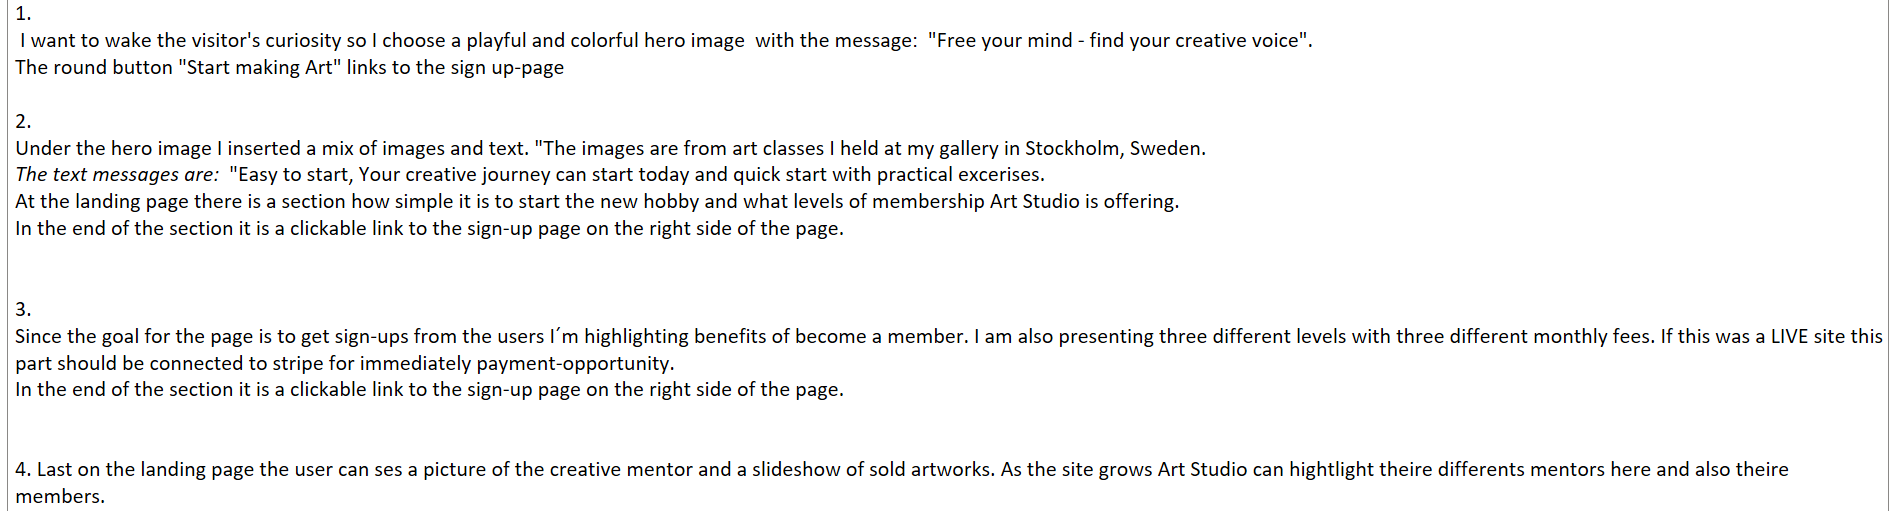 1.
I want to wake the visitor's curiosity so I choose a playful and colorful hero image  with the message:  "Free your mind - find your creative voice".
The round button "Start making Art" links to the sign up-page
2.
Under the hero image I inserted a mix of images and text. "The images are from art classes I held at my gallery in Stockholm, Sweden.
The text messages are:  "Easy to start, Your creative journey can start today and quick start with practical excerises.
At the landing page there is a section how simple it is to start the new hobby and what levels of membership Art Studio is offering.
In the end of the section it is a clickable link to the sign-up page on the right side of the page.
3.
Since the goal for the page is to get sign-ups from the users I´m highlighting benefits of become a member. I am also presenting three different levels with three different monthly fees. If this was a LIVE site this
part should be connected to stripe for immediately payment-opportunity.
In the end of the section it is a clickable link to the sign-up page on the right side of the page.
4. Last on the landing page the user can ses a picture of the creative mentor and a slideshow of sold artworks. As the site grows Art Studio can hightlight theire differents mentors here and also theire
members.